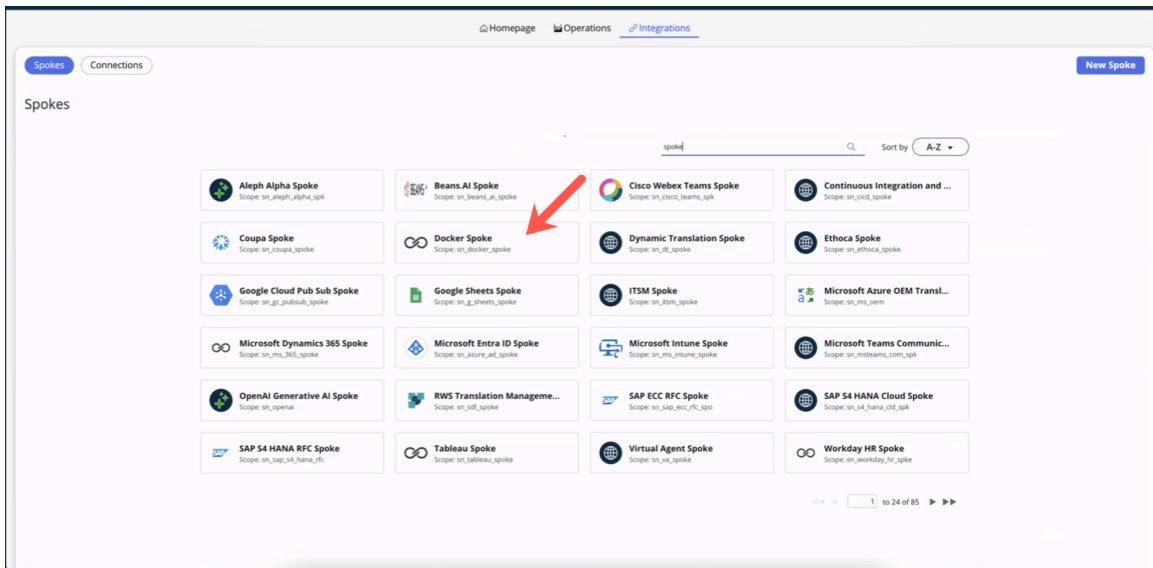 Homepage Operations Integrations
Spokes Connections New Spoke
Spokes
spoke Sort by A-Z
Aleph Alpha Spoke
Scope: sn_aleph_alpha_spk
BEANS
Beans.AI Spoke
Scope: sn_beans_ai_spoke
Cisco Webex Teams Spoke
Scope: sn_cisco_teams_spk
Continuous Integration and ...
Scope: sn_cicd_spoke
Coupa Spoke
Scope: sn_coupa_spoke
Docker Spoke
Scope: sn_docker_spoke
Dynamic Translation Spoke
Scope: sn_dt_spoke
Ethoca Spoke
Scope: sn_ethoca_spoke
Google Cloud Pub Sub Spoke
Scope: sn_gc_pubsub_spoke
Google Sheets Spoke
Scope: sn_g_sheets_spoke
ITSM Spoke
Scope: sn_itsm_spoke
Microsoft Azure OEM Transl...
Scope: sn_ms_oem
Microsoft Dynamics 365 Spoke
Scope: sn_ms_365_spoke
Microsoft Entra ID Spoke
Scope: sn_azure_ad_spoke
Microsoft Intune Spoke
Scope: sn_ms_intune_spoke
Microsoft Teams Communic...
Scope: sn_msteams_com_spk
OpenAI Generative AI Spoke
Scope: sn_openai
RWS Translation Manageme...
Scope: sn_sdl_spoke
SAP
SAP ECC RFC Spoke
Scope: sn_sap_ecc_rfc_spo
SAP S4 HANA Cloud Spoke
Scope: sn_s4_hana_cld_spk
SAP
SAP S4 HANA RFC Spoke
Scope: sn_sap_s4_hana_rfc
Tableau Spoke
Scope: sn_tableau_spoke
Virtual Agent Spoke
Scope: sn_va_spoke
Workday HR Spoke
Scope: sn_workday_hr_spke
1 to 24 of 85